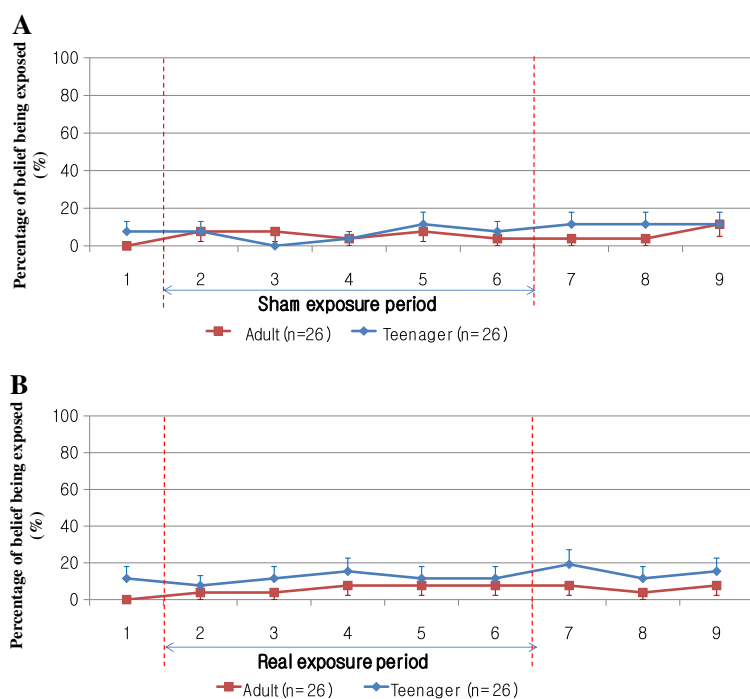 A
Percentage of belief being exposed
(%)
100
80
60
40
20
0
1 2 3 4 5 6 7 8 9
Sham exposure period
Adult (n=26) Teenager (n=26)
B
Percentage of belief being exposed
(%)
100
80
60
40
20
0
1 2 3 4 5 6 7 8 9
Real exposure period
Adult (n=26) Teenager (n=26)